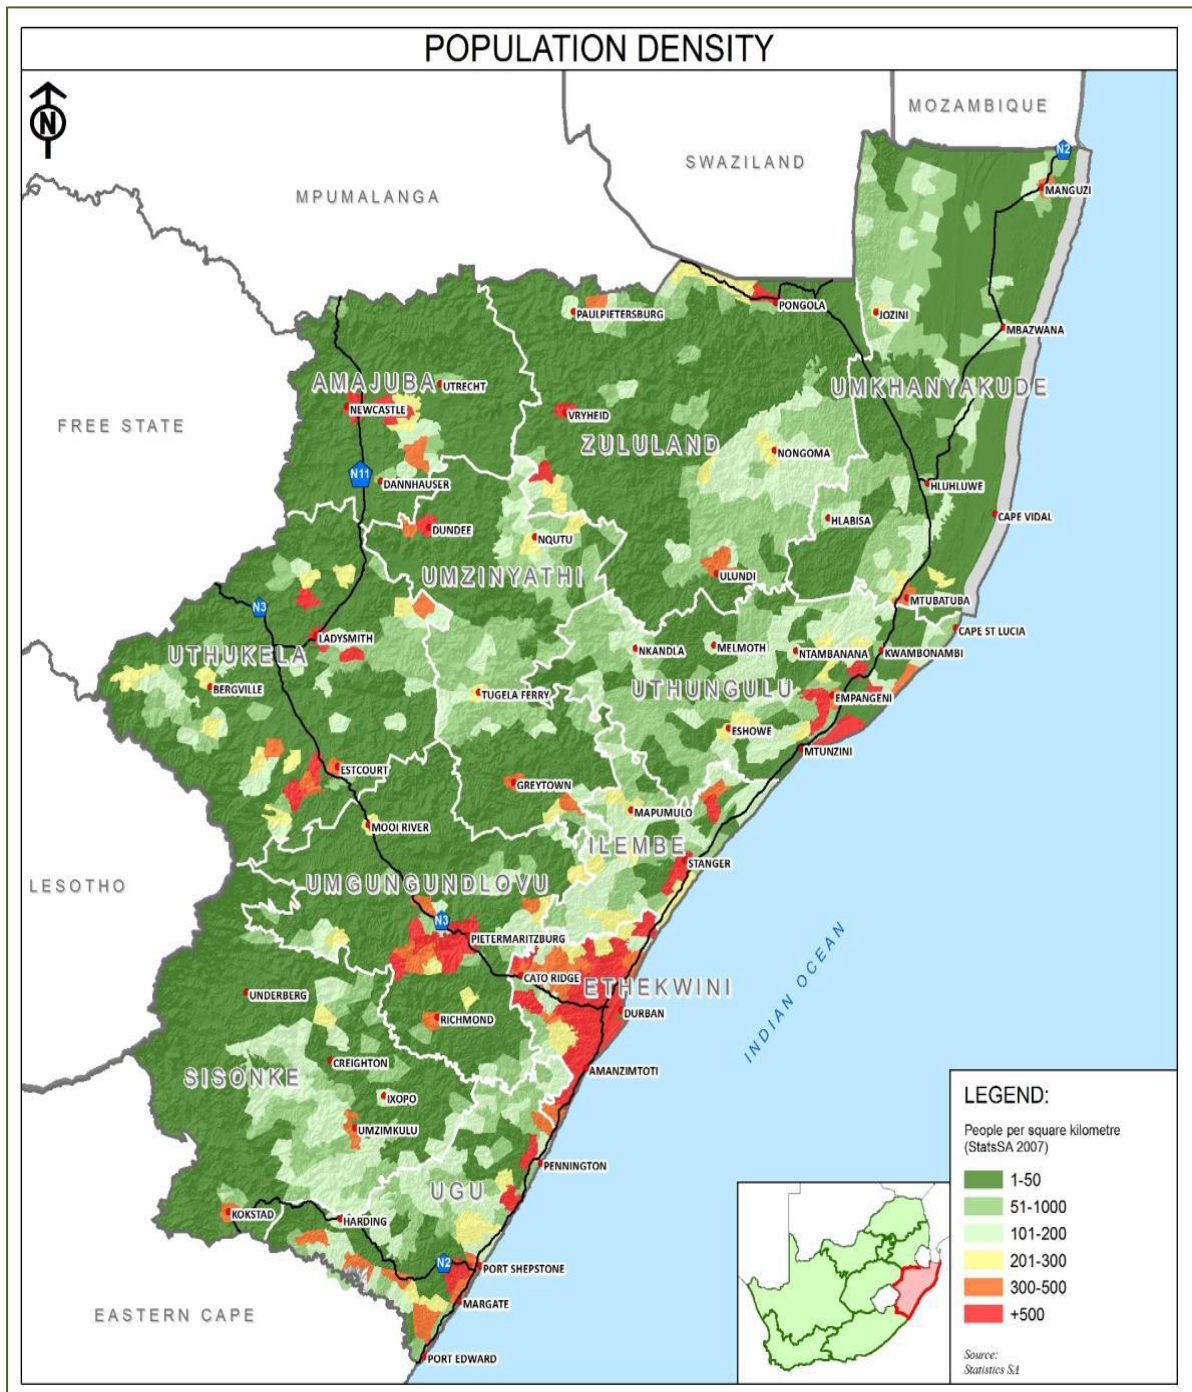 POPULATION DENSITY
N
MOZAMBIQUE
SWAZILAND
MPUMALANGA
N2
MANGUZI
PONGOLA
PAULPIETERSBURG
JOZINI
MBAZWANA
AMAJUBA
UTRECHT
UMKHANYAKUDE
NEWCASTLE
VRYHEID
FREE STATE
ZULULAND
NONGOMA
N11
DANNHAUSER
HLUHLUWE
CAPE VIDAL
HLABISA
DUNDEE
NQUTU
UMZINYATHI
ULUNDI
MTUBATUBA
N3
CAPE ST LUCIA
LADYSMITH
UTHUKELA
NKANDLA
MELMOTH
NTAMBANANA
KWAMBONAMBI
BERGVILLE
TUGELA FERRY
UTHUNGULU
EMPANGENI
ESHOWE
MTUNZINI
ESTCOURT
GREYTOWN
MAPUMULO
MOOI RIVER
ILEMBE
STANGER
LESOTHO
UMGUNGUNDLOVU
N3
PIETERMARITZBURG
CATO RIDGE
ETHEKWINI
UNDERBERG
RICHMOND
DURBAN
INDIAN OCEAN
CREIGHTON
SISONKE
AMANZIMTOTI
IXOPO
UMZIMKULU
PENNINGTON
UGU
KOKSTAD
HARDING
N2
PORT SHEPSTONE
MARGATE
EASTERN CAPE
PORT EDWARD
LEGEND:
People per square kilometre
(StatsSA 2007)
1-50
51-1000
101-200
201-300
300-500
+500
Source:
Statistics SA